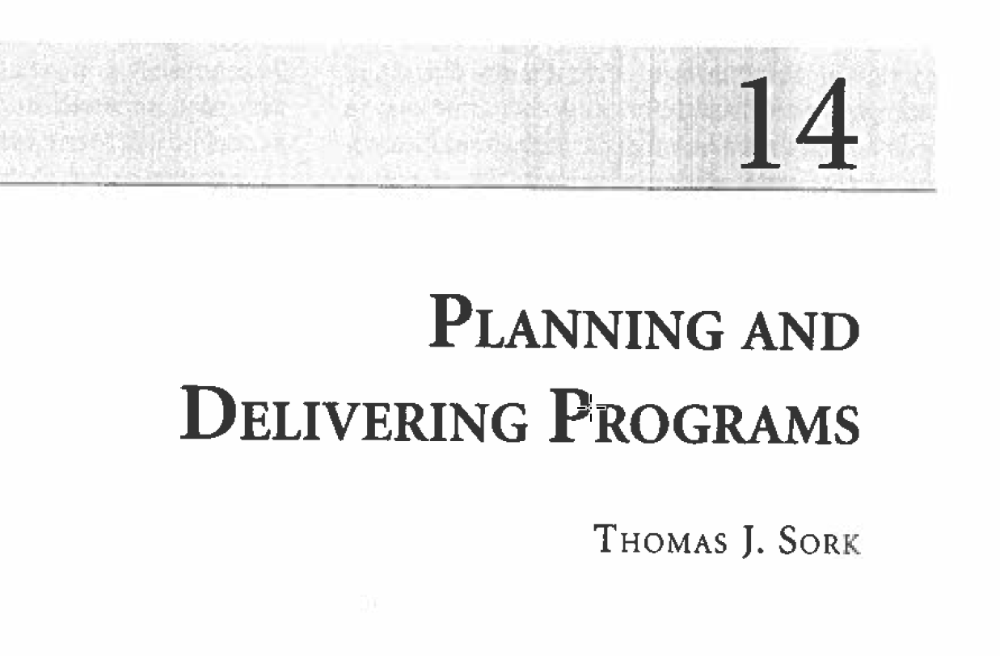 14
PLANNING AND
DELIVERING PROGRAMS
THOMAS J. SORK